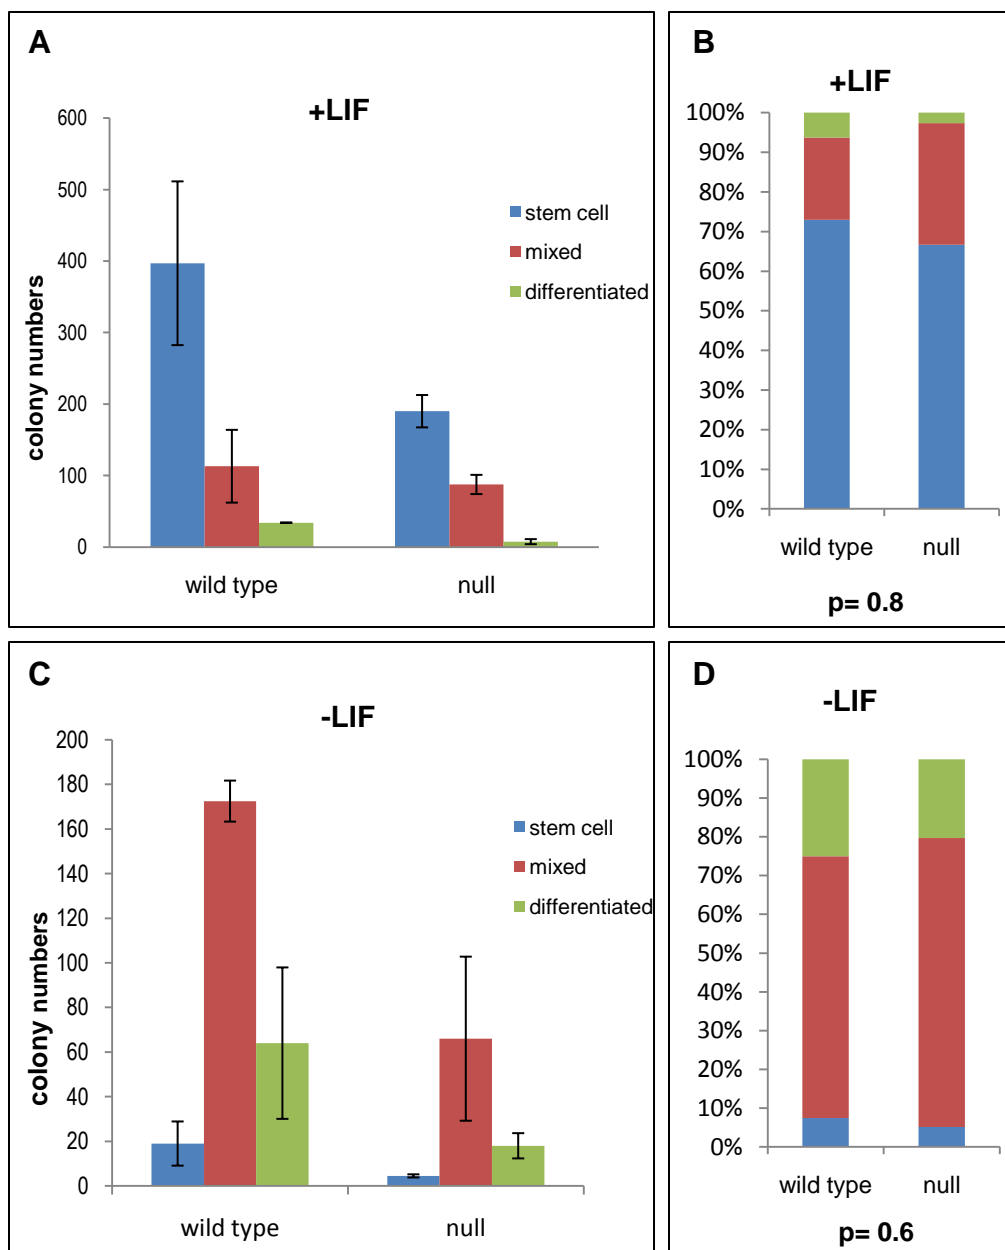 A
+LIF
600
500
400
300
200
100
0
colony numbers
stem cell
mixed
differentiated
wild type
null
B
+LIF
100%
90%
80%
70%
60%
50%
40%
30%
20%
10%
0%
wild type
null
p= 0.8
C
-LIF
200
180
160
140
120
100
80
60
40
20
0
colony numbers
stem cell
mixed
differentiated
wild type
null
D
-LIF
100%
90%
80%
70%
60%
50%
40%
30%
20%
10%
0%
wild type
null
p= 0.6